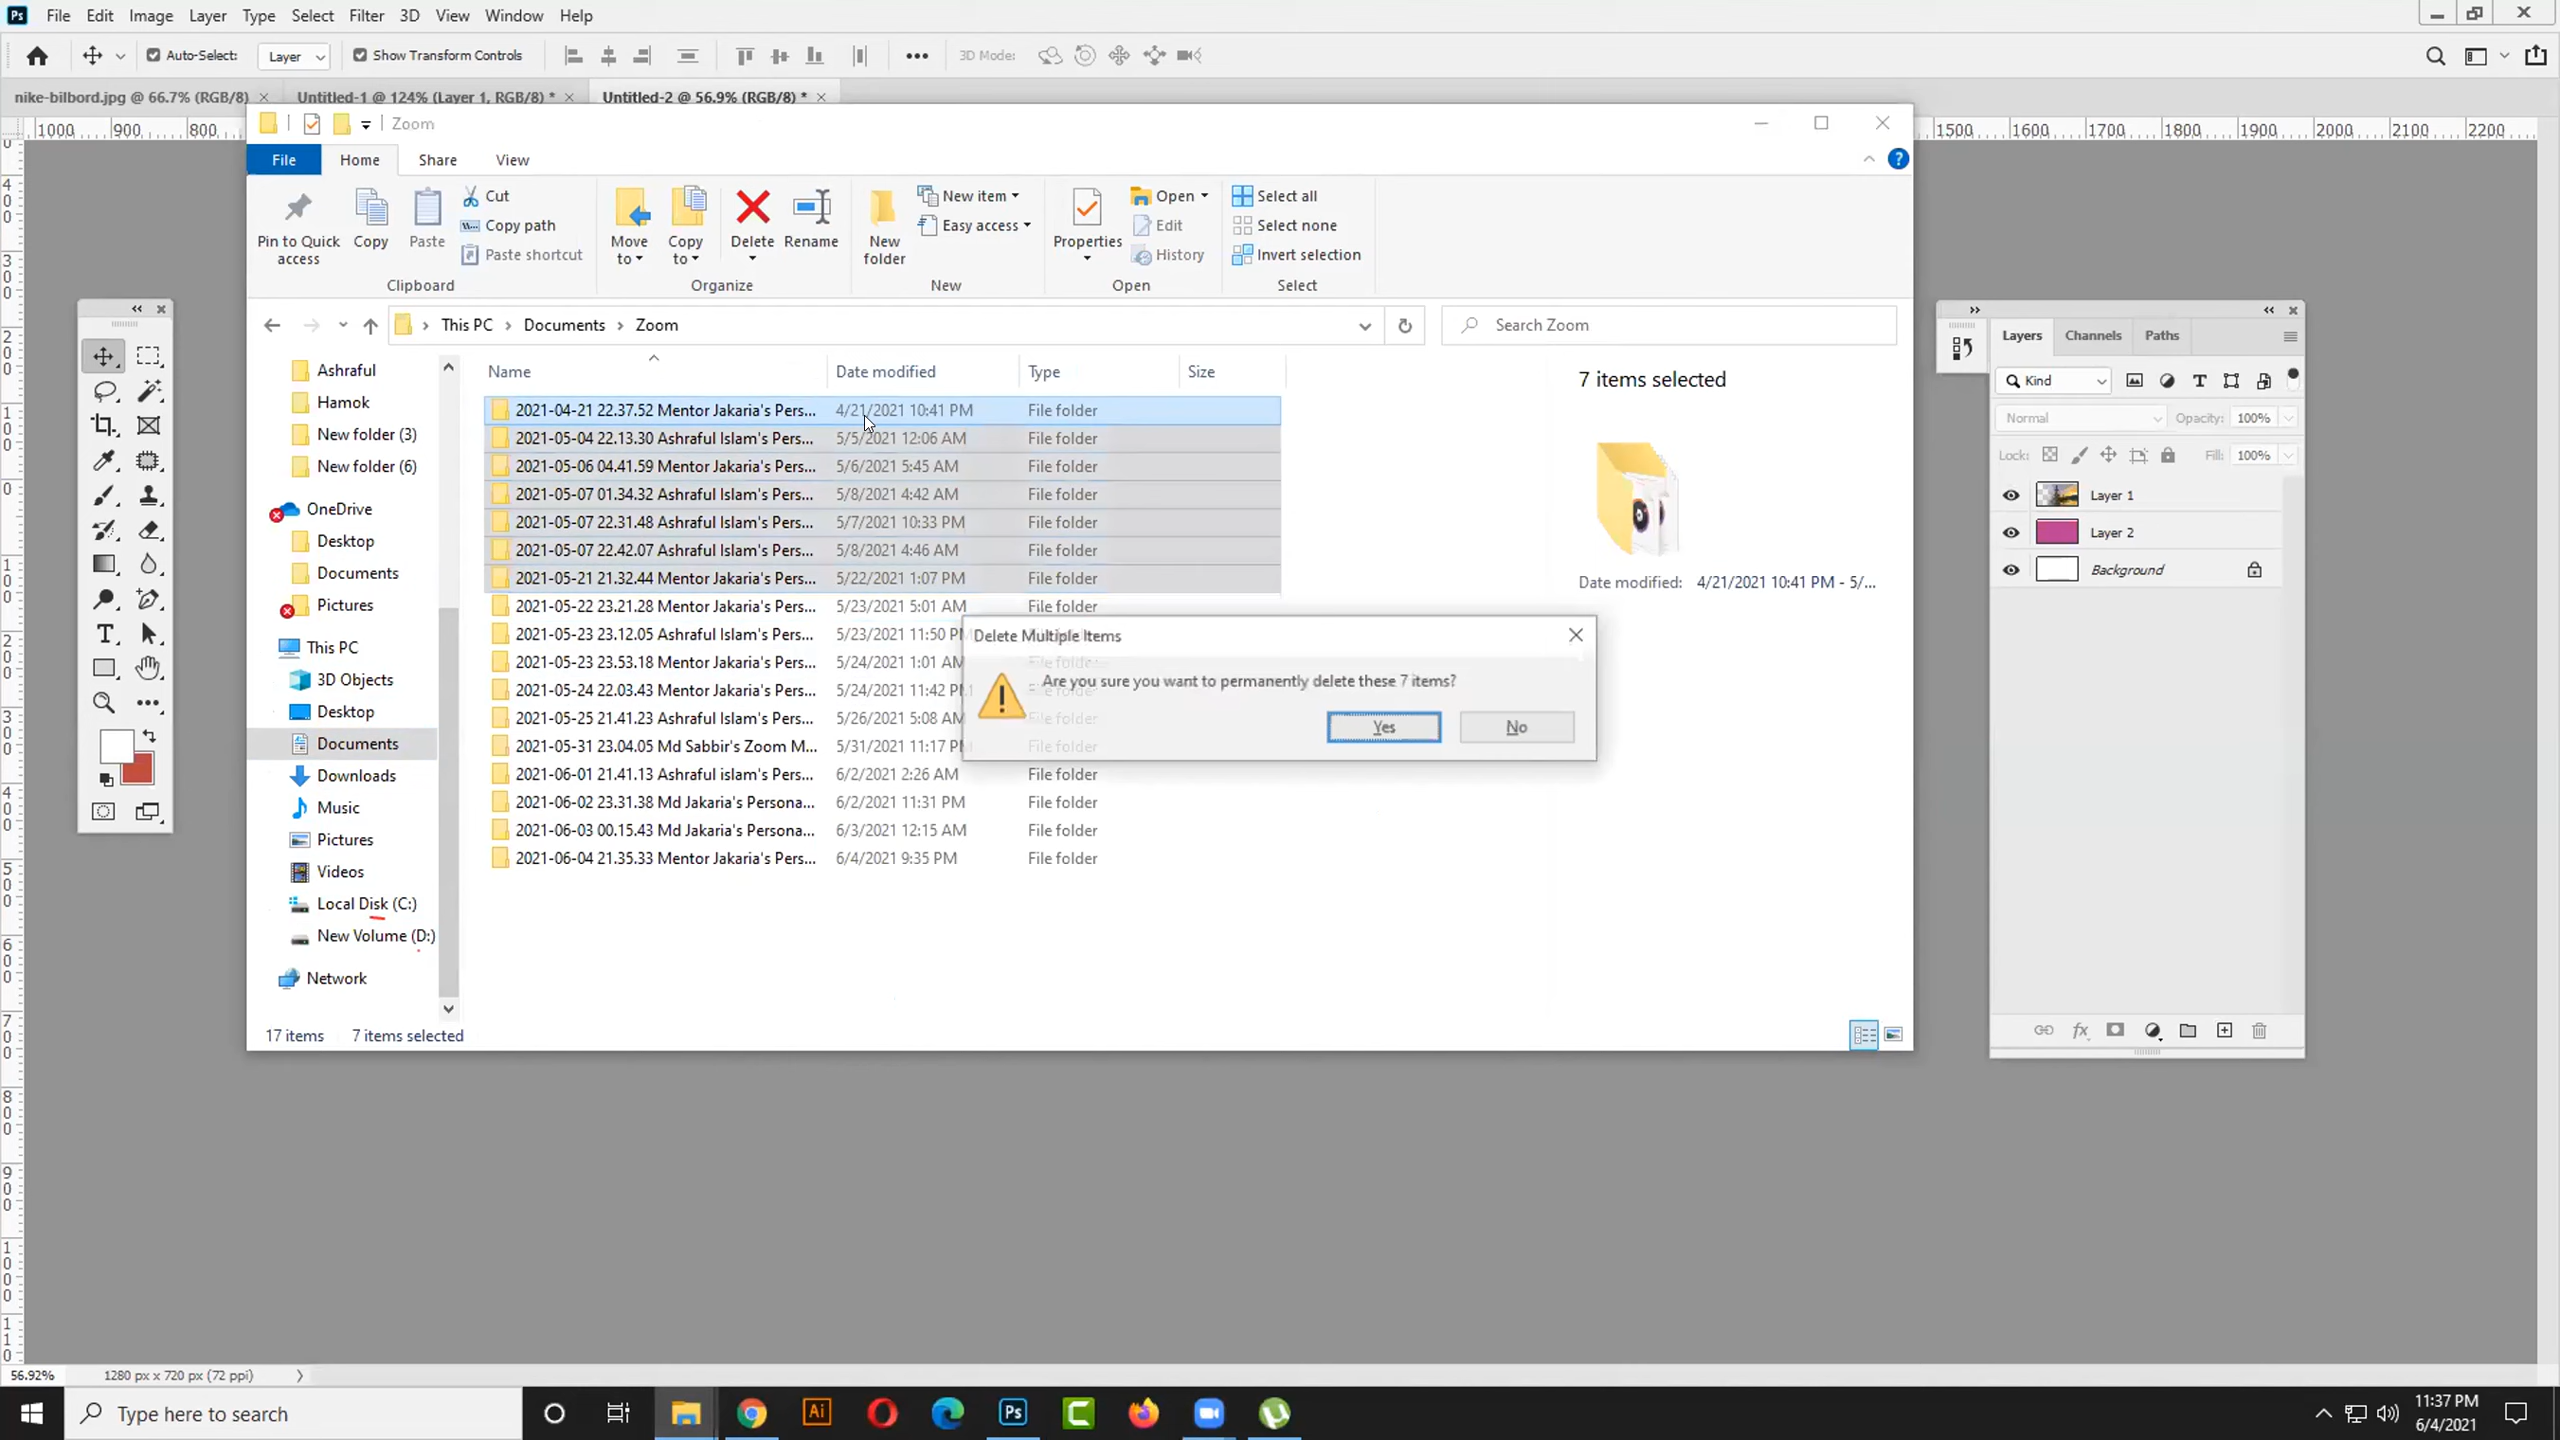 Ps File Edit Image Layer Type Select Filter 3D View Window Help
Auto-Select: Layer Show Transform Controls 3D Mode:
nike-bilbord.jpg @ 66.7% (RGB/8) Untitled-1 @ 124% (Layer 1, RGB/8) * Untitled-2 @ 56.9% (RGB/8) *
1000 900 800 1500 1600 1700 1800 1900 2000 2100 2200
Zoom
File Home Share View
Pin to Quick access
Copy
Paste
Cut
Copy path
Paste shortcut
Clipboard
Move to
Copy to
Delete
Rename
Organize
New folder
New item
Easy access
New
Properties
Open
Edit
History
Open
Select all
Select none
Invert selection
Select
This PC Documents Zoom
Search Zoom
Ashraful
Hamok
New folder (3)
New folder (6)
OneDrive
Desktop
Documents
Pictures
This PC
3D Objects
Desktop
Documents
Downloads
Music
Pictures
Videos
Local Disk (C:)
New Volume (D:)
Network
Name Date modified Type Size
2021-04-21 22.37.52 Mentor Jakaria's Pers... 4/21/2021 10:41 PM File folder
2021-05-04 22.13.30 Ashraful Islam's Pers... 5/5/2021 12:06 AM File folder
2021-05-06 04.41.59 Mentor Jakaria's Pers... 5/6/2021 5:45 AM File folder
2021-05-07 01.34.32 Ashraful Islam's Pers... 5/8/2021 4:42 AM File folder
2021-05-07 22.31.48 Ashraful Islam's Pers... 5/7/2021 10:33 PM File folder
2021-05-07 22.42.07 Ashraful Islam's Pers... 5/8/2021 4:46 AM File folder
2021-05-21 21.32.44 Mentor Jakaria's Pers... 5/22/2021 1:07 PM File folder
2021-05-22 23.21.28 Mentor Jakaria's Pers... 5/23/2021 5:01 AM File folder
2021-05-23 23.12.05 Ashraful Islam's Pers... 5/23/2021 11:50 PM
2021-05-23 23.53.18 Mentor Jakaria's Pers... 5/24/2021 1:01 AM File folder
2021-05-24 22.03.43 Mentor Jakaria's Pers... 5/24/2021 11:42 PM
2021-05-25 21.41.23 Ashraful Islam's Pers... 5/26/2021 5:08 AM File folder
2021-05-31 23.04.05 Md Sabbir's Zoom M... 5/31/2021 11:17 PM File folder
2021-06-01 21.41.13 Ashraful islam's Pers... 6/2/2021 2:26 AM File folder
2021-06-02 23.31.38 Md Jakaria's Persona... 6/2/2021 11:31 PM File folder
2021-06-03 00.15.43 Md Jakaria's Persona... 6/3/2021 12:15 AM File folder
2021-06-04 21.35.33 Mentor Jakaria's Pers... 6/4/2021 9:35 PM File folder
7 items selected
Date modified: 4/21/2021 10:41 PM - 5/...
Delete Multiple Items
Are you sure you want to permanently delete these 7 items?
Yes No
17 items 7 items selected
Layers Channels Paths
Kind
Normal Opacity: 100%
Lock: Fill: 100%
Layer 1
Layer 2
Background
56.92% 1280 px x 720 px (72 ppi)
Type here to search
Ai Ps
11:37 PM
6/4/2021